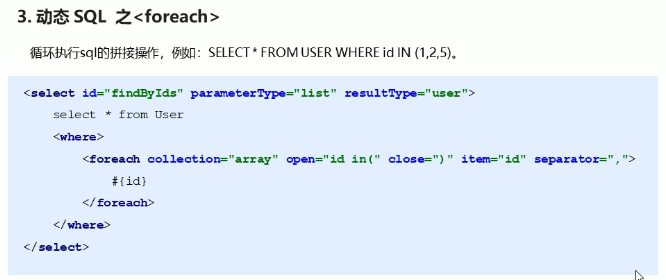 3. 动态 SQL 之<foreach>
循环执行sql的拼接操作，例如：SELECT * FROM USER WHERE id IN (1,2,5)。
<select id="findByIds" parameterType="list" resultType="user">
    select * from User
    <where>
        <foreach collection="array" open="id in(" close=")" item="id" separator=",">
            #{id}
        </foreach>
    </where>
</select>